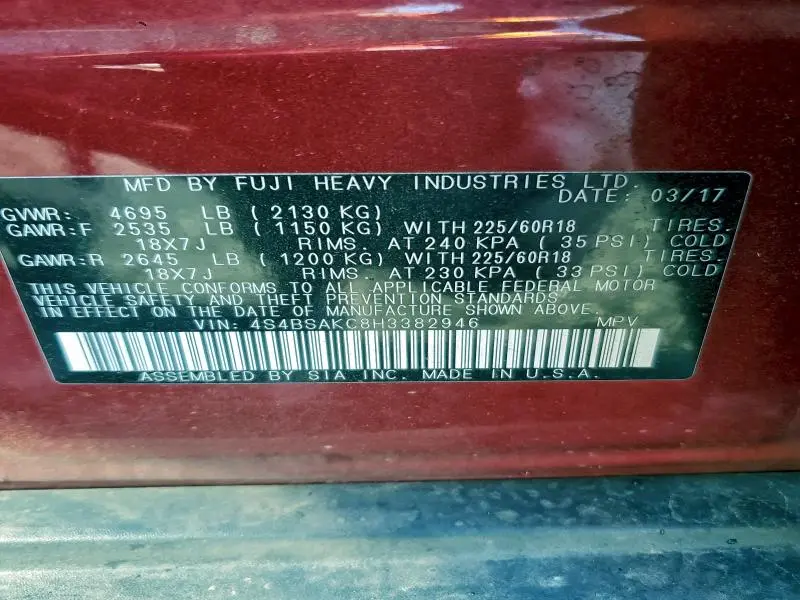 MFD BY FUJI HEAVY INDUSTRIES LTD.
DATE: 03/17
GVWR: 4695 LB ( 2130 KG)
GAWR:F 2535 LB ( 1150 KG) WITH 225/60R18 TIRES.
18X7J RIMS. AT 240 KPA ( 35 PSI) COLD
GAWR:R 2645 LB ( 1200 KG) WITH 225/60R18 TIRES.
18X7J RIMS. AT 230 KPA ( 33 PSI) COLD
THIS VEHICLE CONFORMS TO ALL APPLICABLE FEDERAL MOTOR
VEHICLE SAFETY AND THEFT PREVENTION STANDARDS
IN EFFECT ON THE DATE OF MANUFACTURE SHOWN ABOVE.
VIN: 4S4BSAKC8H3382946 MPV
ASSEMBLED BY SIA INC. MADE IN U.S.A.